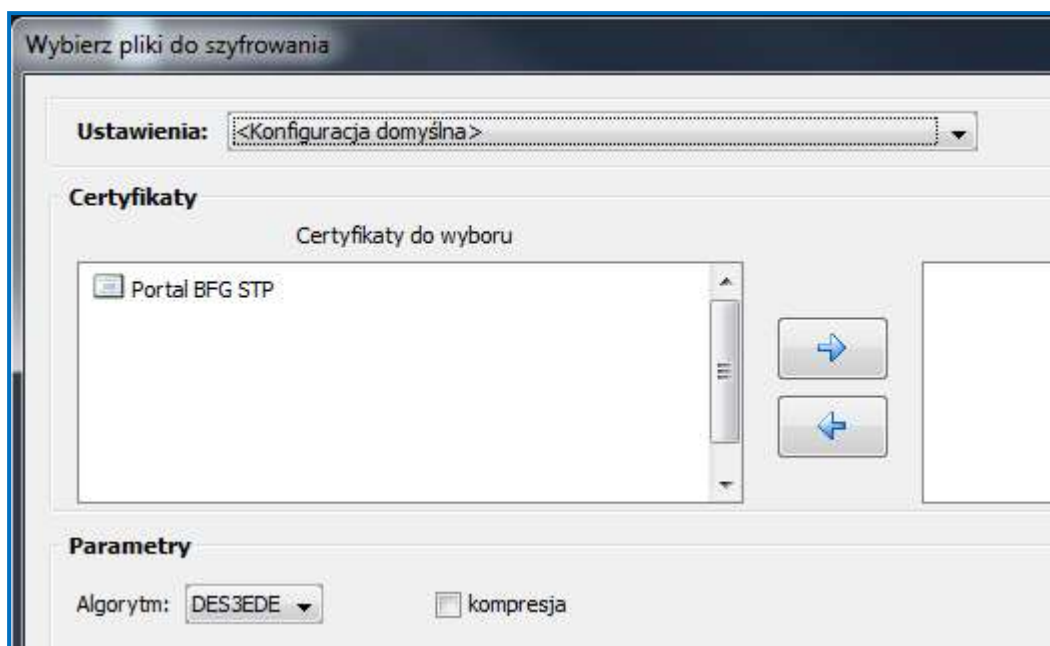 Wybierz pliki do szyfrowania
Ustawienia: <Konfiguracja domyślna>
Certyfikaty
Certyfikaty do wyboru
Portal BFG STP
Parametry
Algorytm: DES3EDE kompresja